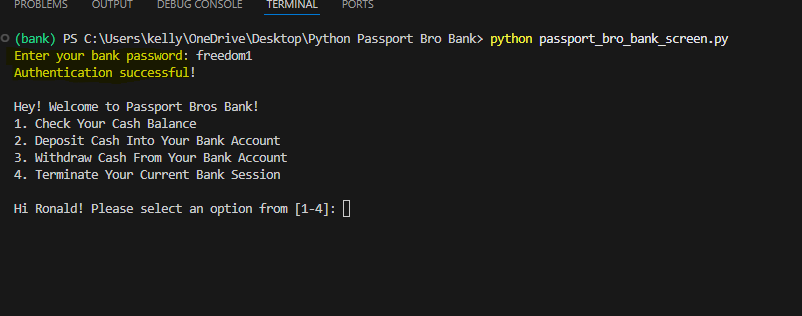 PROBLEMS OUTPUT DEBUG CONSOLE TERMINAL PORTS
(bank) PS C:\Users\kelly\OneDrive\Desktop\Python Passport Bro Bank> python passport_bro_bank_screen.py
Enter your bank password: freedom1
Authentication successful!
Hey! Welcome to Passport Bros Bank!
1. Check Your Cash Balance
2. Deposit Cash Into Your Bank Account
3. Withdraw Cash From Your Bank Account
4. Terminate Your Current Bank Session
Hi Ronald! Please select an option from [1-4]: